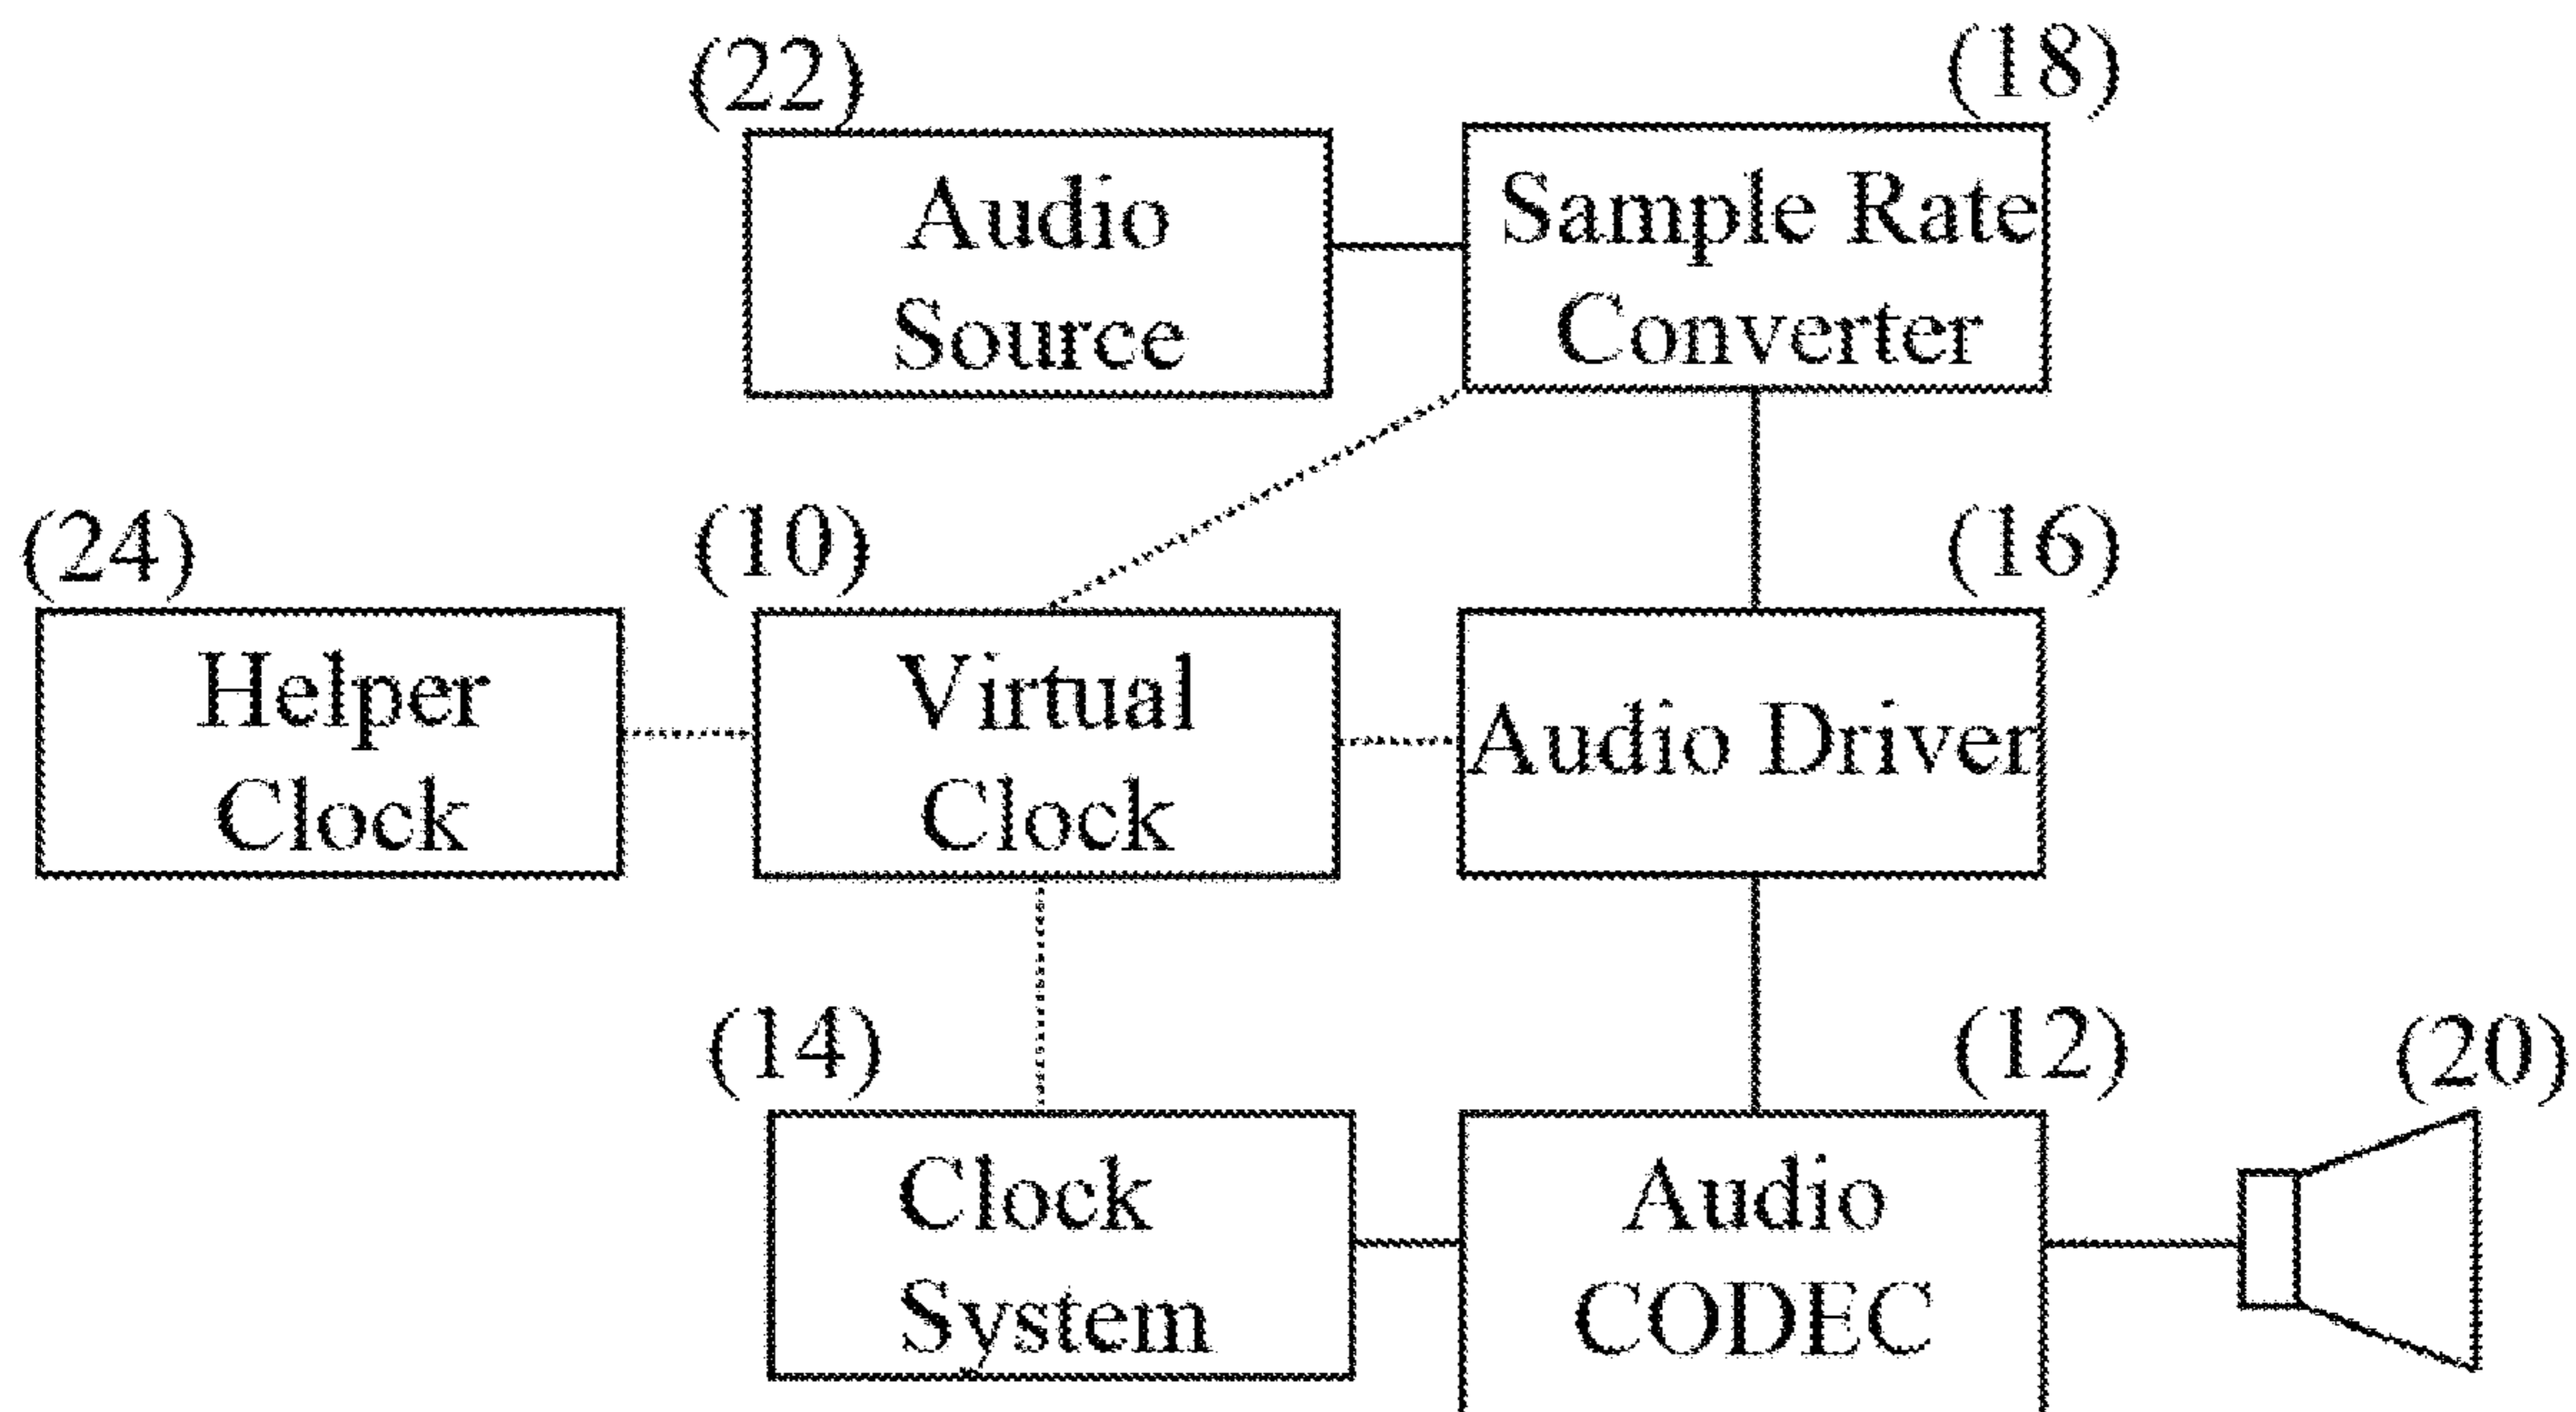 (22)
Audio
Source
(18)
Sample Rate
Converter
(24)
Helper
Clock
(10)
Virtual
Clock
(16)
Audio Driver
(14)
Clock
System
(12)
Audio
CODEC
(20)